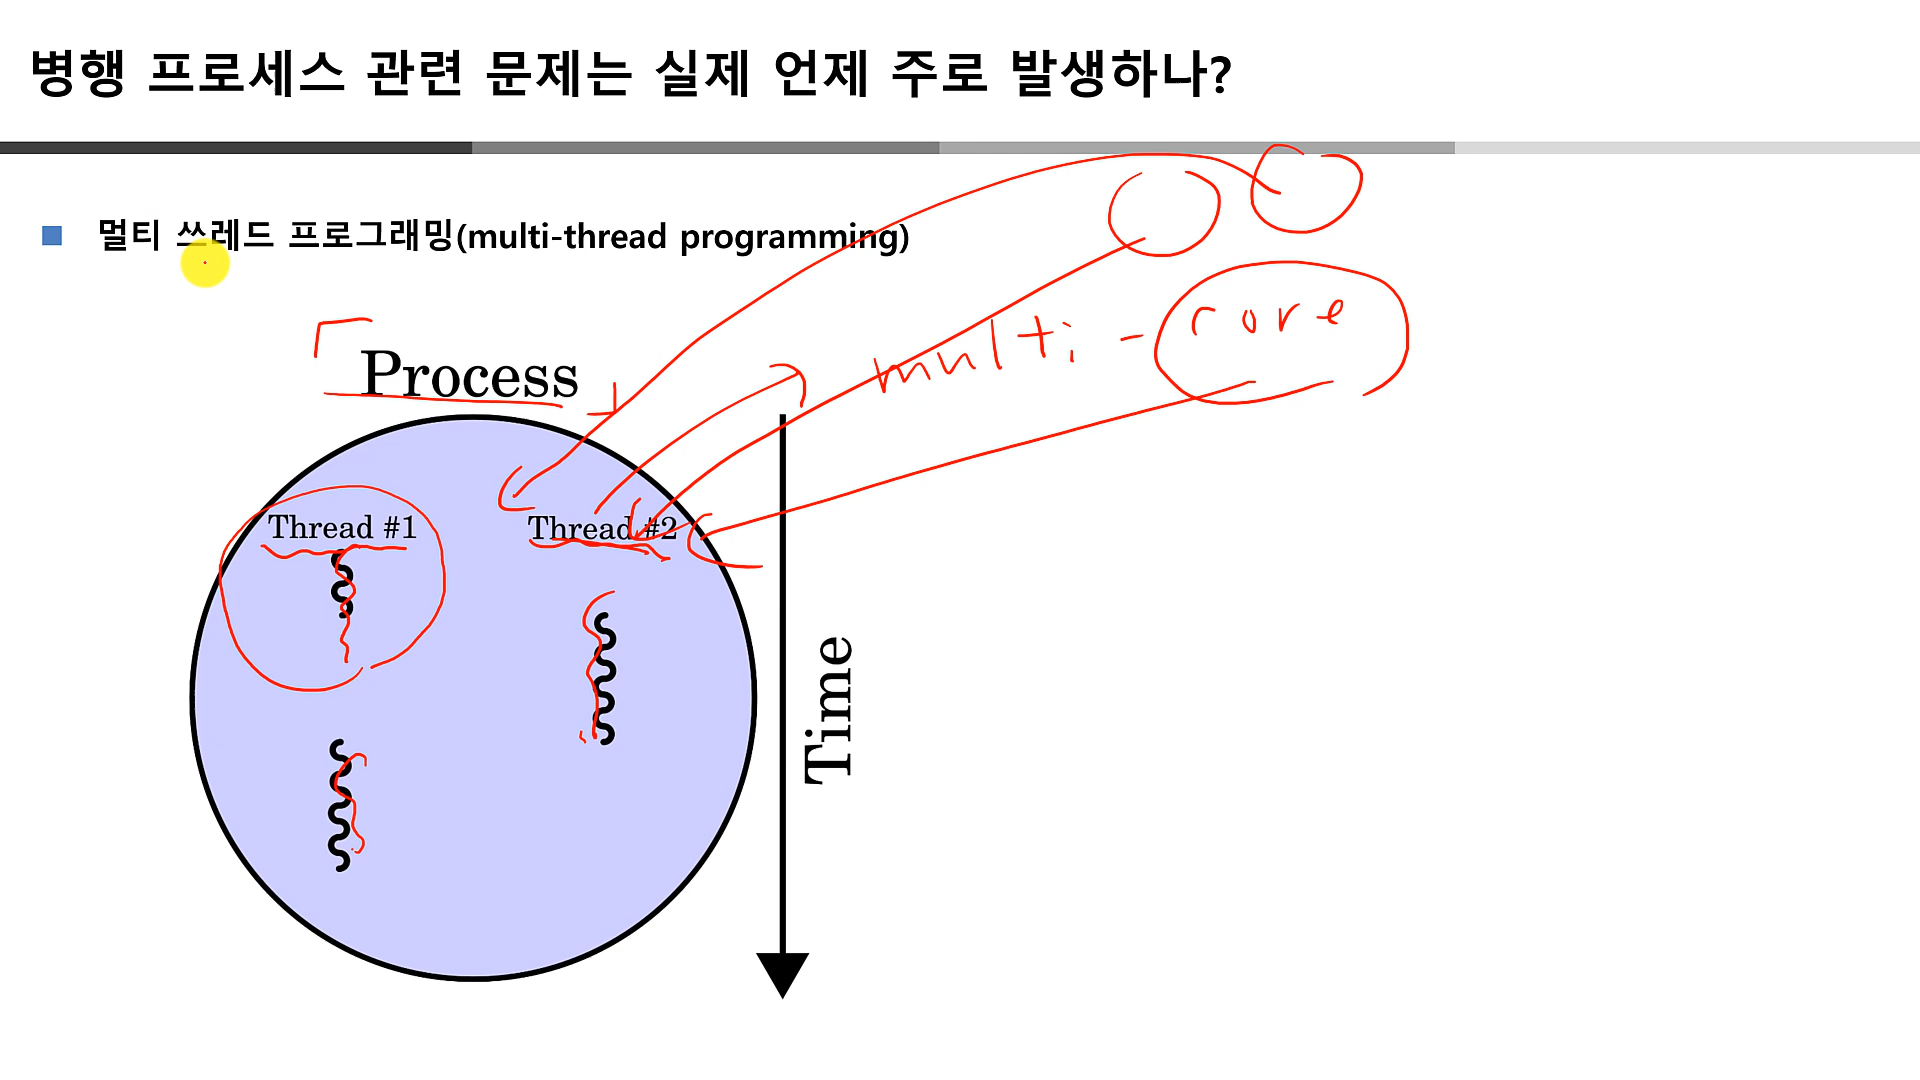 병행 프로세스 관련 문제는 실제 언제 주로 발생하나?
멀티 쓰레드 프로그래밍(multi-thread programming)
multi - core
Process
Thread #1
Thread #2
Time